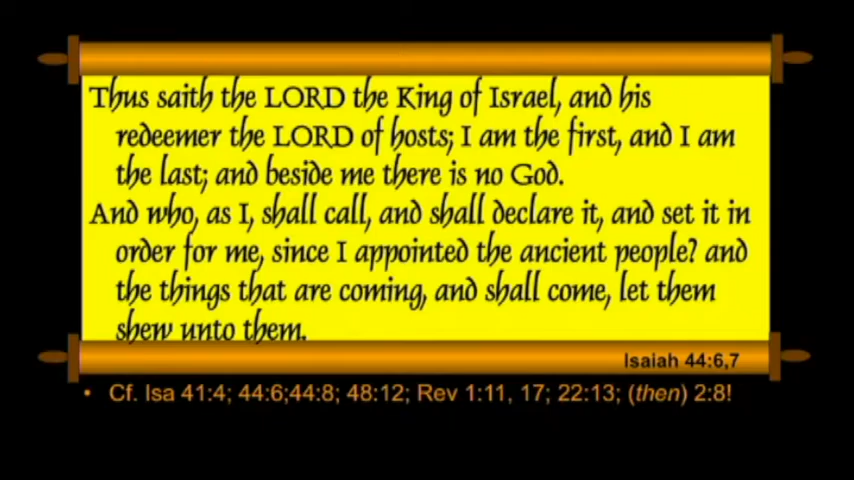 Thus saith the LORD the King of Israel, and his
redeemer the LORD of hosts; I am the first, and I am
the last; and beside me there is no God.
And who, as I, shall call, and shall declare it, and set it in
order for me, since I appointed the ancient people? and
the things that are coming, and shall come, let them
shew unto them.
Isaiah 44:6,7
• Cf. Isa 41:4; 44:6;44:8; 48:12; Rev 1:11, 17; 22:13; (then) 2:8!